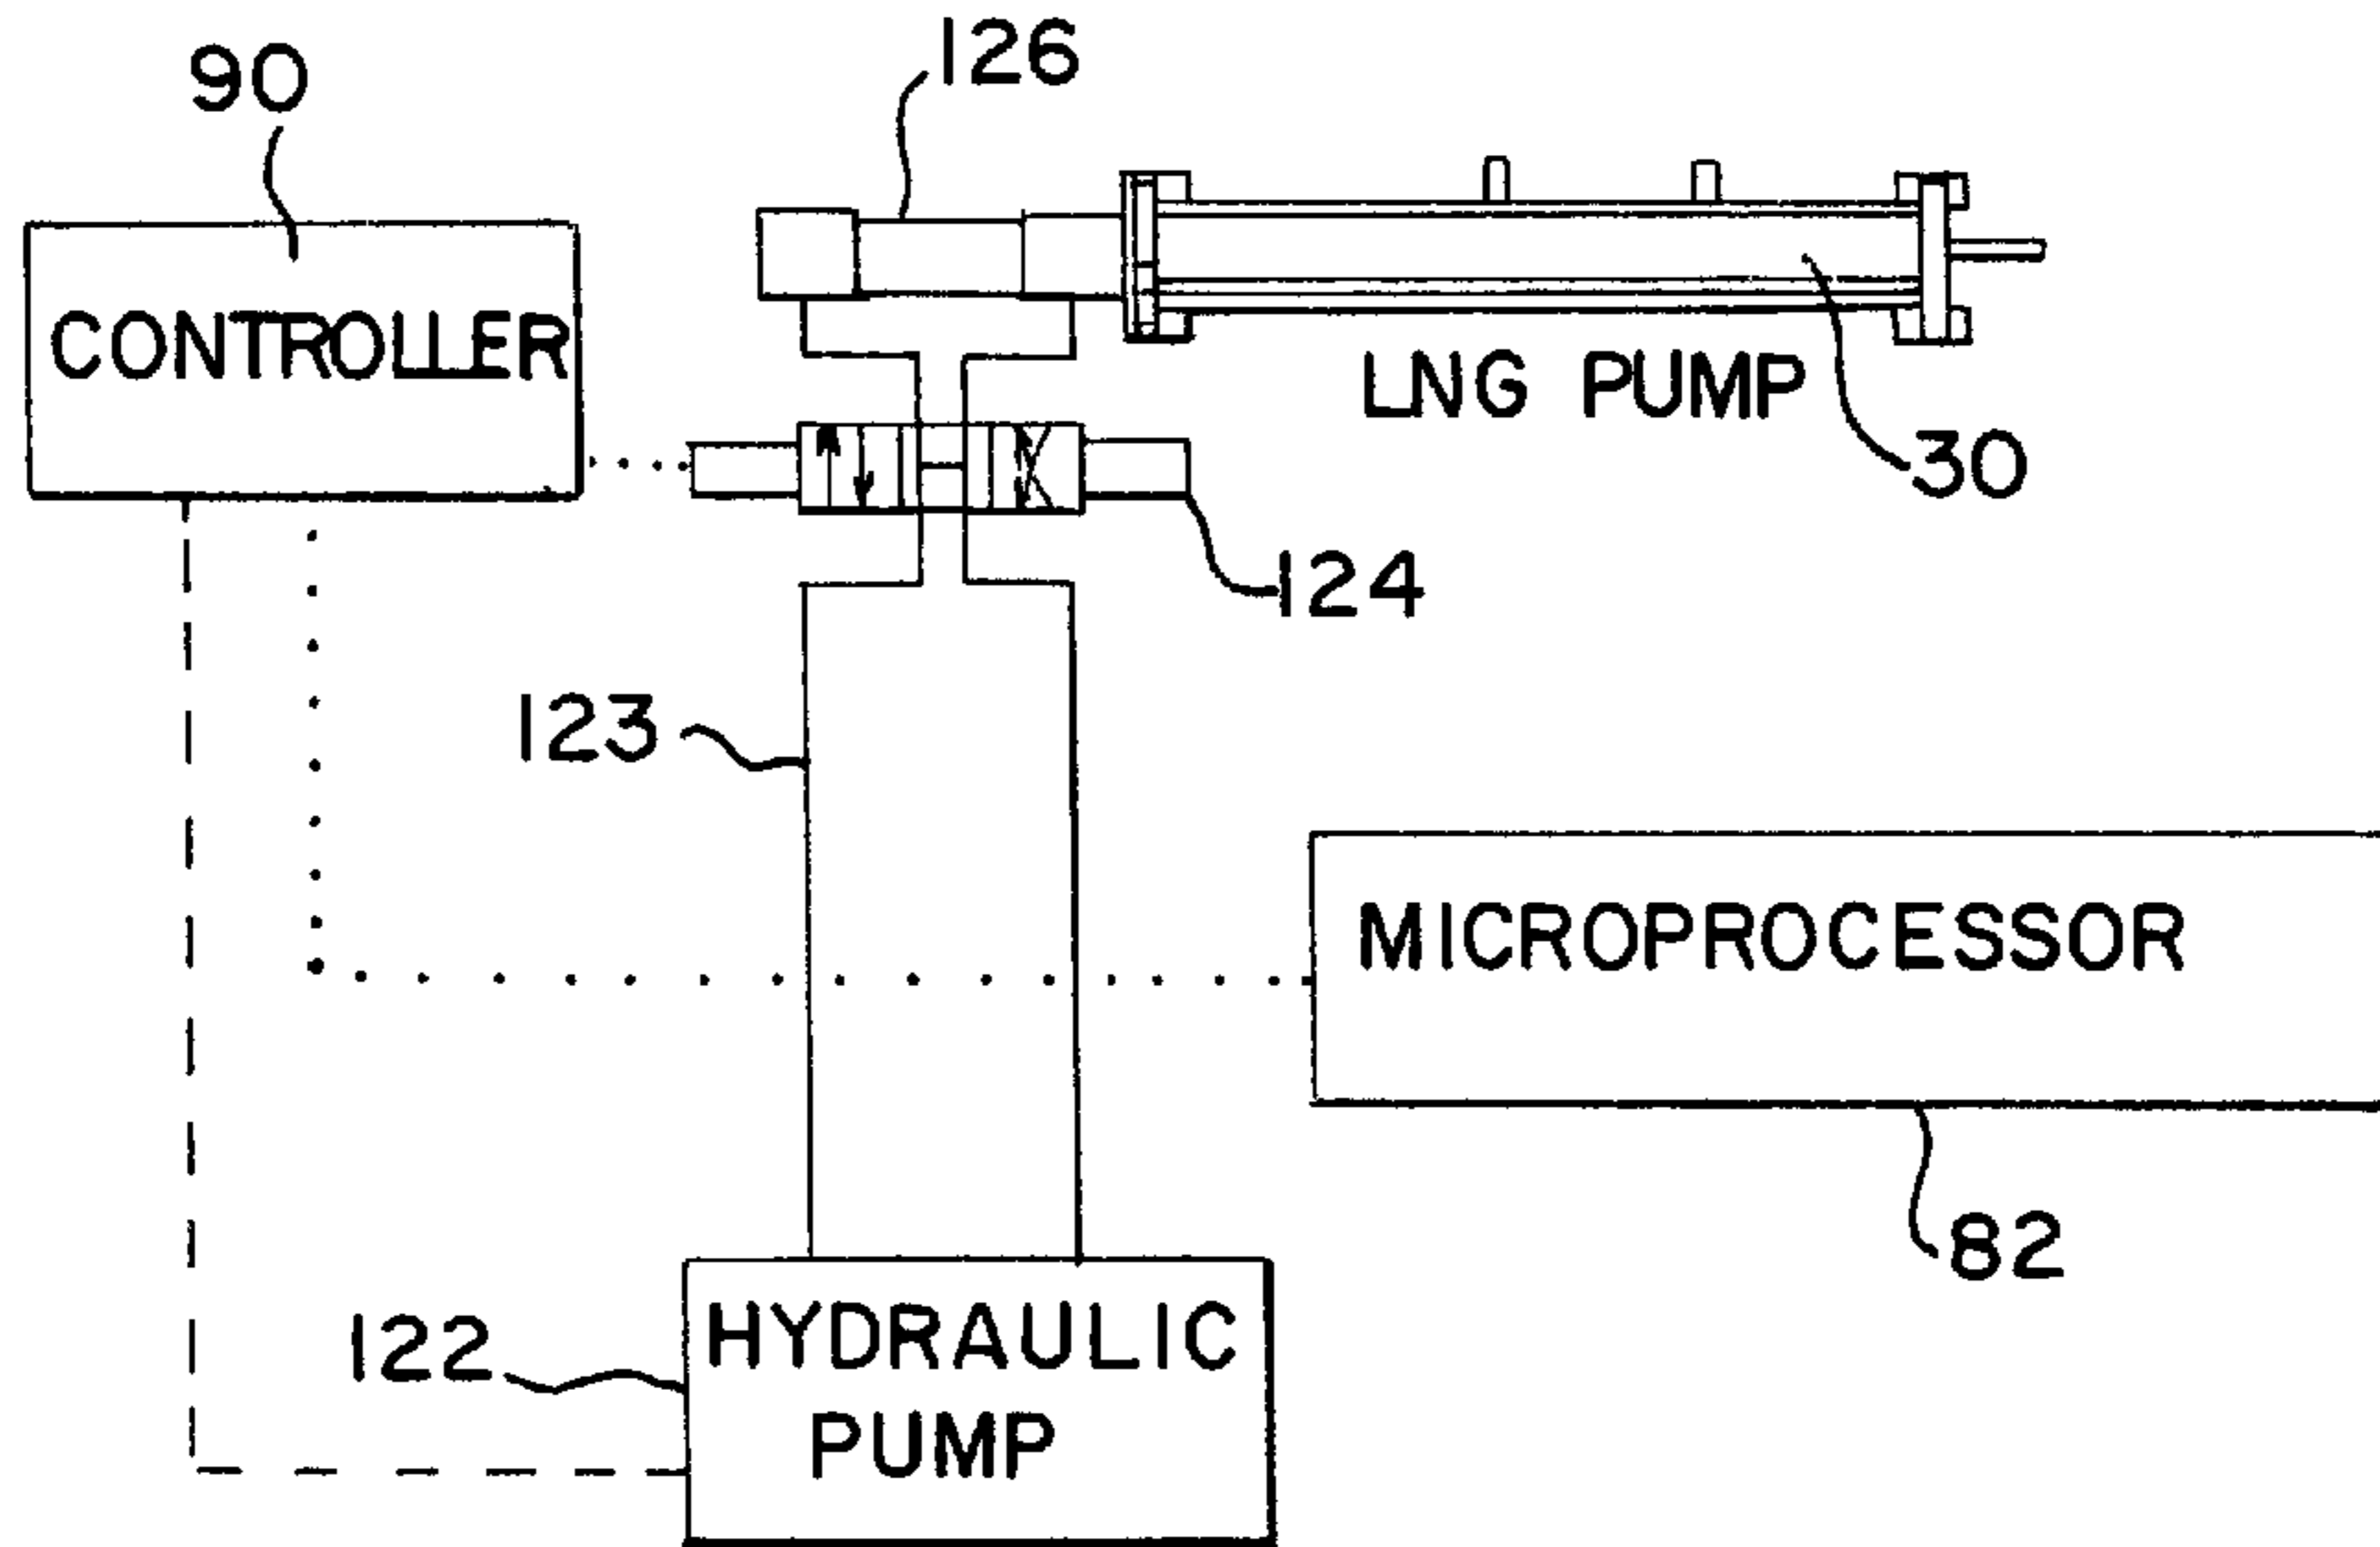 126
90
CONTROLLER
LNG PUMP
30
124
123
MICROPROCESSOR
82
122
HYDRAULIC
PUMP